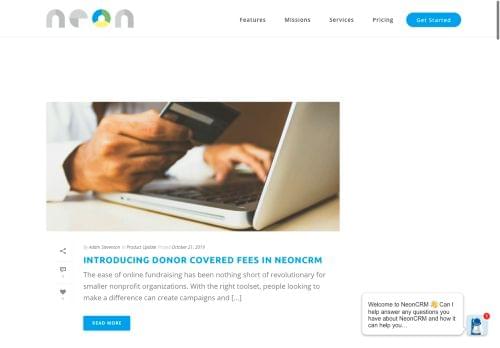 neon
Features
Missions
Services
Pricing
Get Started
By Adam Stevenson In Product Update Posted October 21, 2019
INTRODUCING DONOR COVERED FEES IN NEONCRM
The ease of online fundraising has been nothing short of revolutionary for
smaller nonprofit organizations. With the right toolset, people looking to
make a difference can create campaigns and [...]
READ MORE
Welcome to NeonCRM 👋 Can I
help answer any questions you
have about NeonCRM and how it
can help you...
1